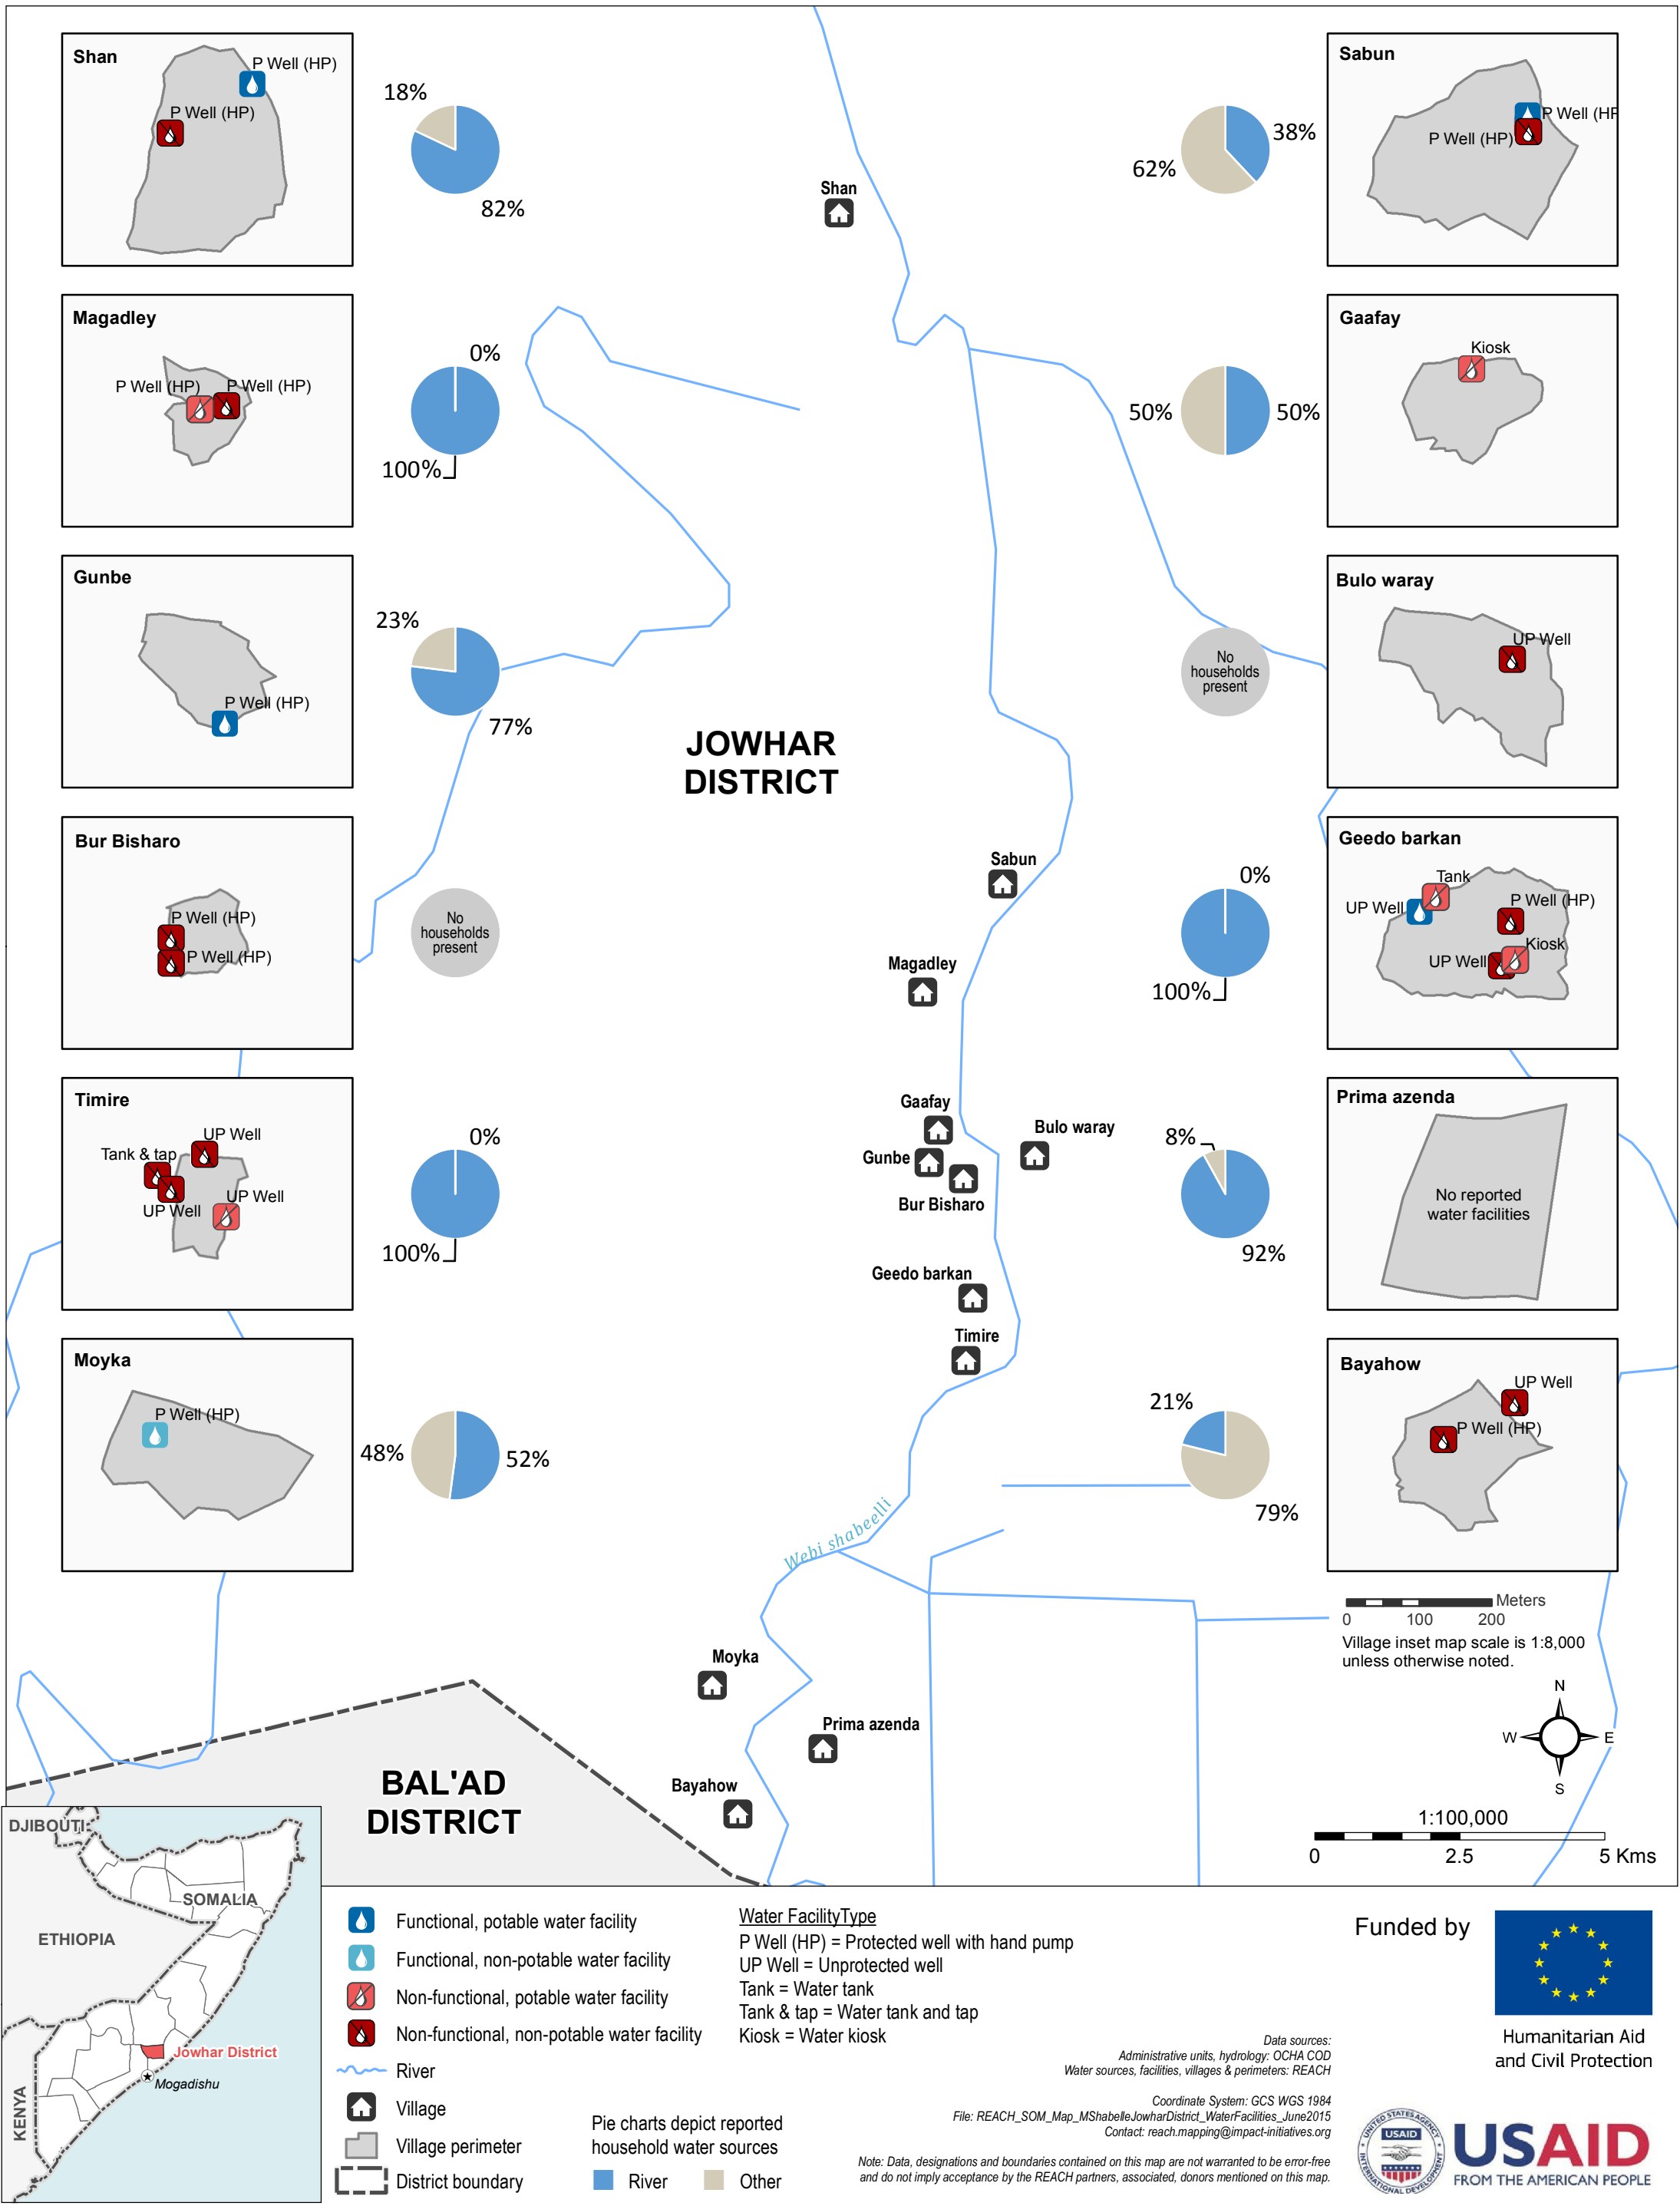 Shan
P Well (HP)
P Well (HP)
18%
82%
Magadley
P Well (HP)
P Well (HP)
0%
100%
Gunbe
P Well (HP)
23%
77%
Bur Bisharo
P Well (HP)
P Well (HP)
No
households
present
Timire
UP Well
Tank & tap
UP Well
UP Well
0%
100%
Moyka
P Well (HP)
48%
52%
Shan
JOWHAR
DISTRICT
Sabun
Magadley
Gaafay
Bulo waray
Gunbe
Bur Bisharo
Geedo barkan
Timire
Webi shabeelli
Moyka
Prima azenda
Bayahow
BAL'AD
DISTRICT
Sabun
P Well (HP
P Well (HP)
38%
62%
Gaafay
Kiosk
50%
50%
Bulo waray
UP Well
No
households
present
Geedo barkan
Tank
UP Well
P Well (HP)
Kiosk
UP Well
0%
100%
Prima azenda
No reported
water facilities
8%
92%
Bayahow
UP Well
P Well (HP)
21%
79%
Meters
0 100 200
Village inset map scale is 1:8,000
unless otherwise noted.
N
W E
S
1:100,000
0 2.5 5 Kms
DJIBOUTI
SOMALIA
ETHIOPIA
Jowhar District
Mogadishu
KENYA
Functional, potable water facility
Functional, non-potable water facility
Non-functional, potable water facility
Non-functional, non-potable water facility
River
Village
Village perimeter
District boundary
Water FacilityType
P Well (HP) = Protected well with hand pump
UP Well = Unprotected well
Tank = Water tank
Tank & tap = Water tank and tap
Kiosk = Water kiosk
Pie charts depict reported
household water sources
River Other
Data sources:
Administrative units, hydrology: OCHA COD
Water sources, facilities, villages & perimeters: REACH
Coordinate System: GCS WGS 1984
File: REACH_SOM_Map_MShabelleJowharDistrict_WaterFacilities_June2015
Contact: reach.mapping@impact-initiatives.org
Note: Data, designations and boundaries contained on this map are not warranted to be error-free
and do not imply acceptance by the REACH partners, associated, donors mentioned on this map.
Funded by
Humanitarian Aid
and Civil Protection
UNITED STATES AGENCY
INTERNATIONAL DEVELOPMENT
USAID
USAID
FROM THE AMERICAN PEOPLE